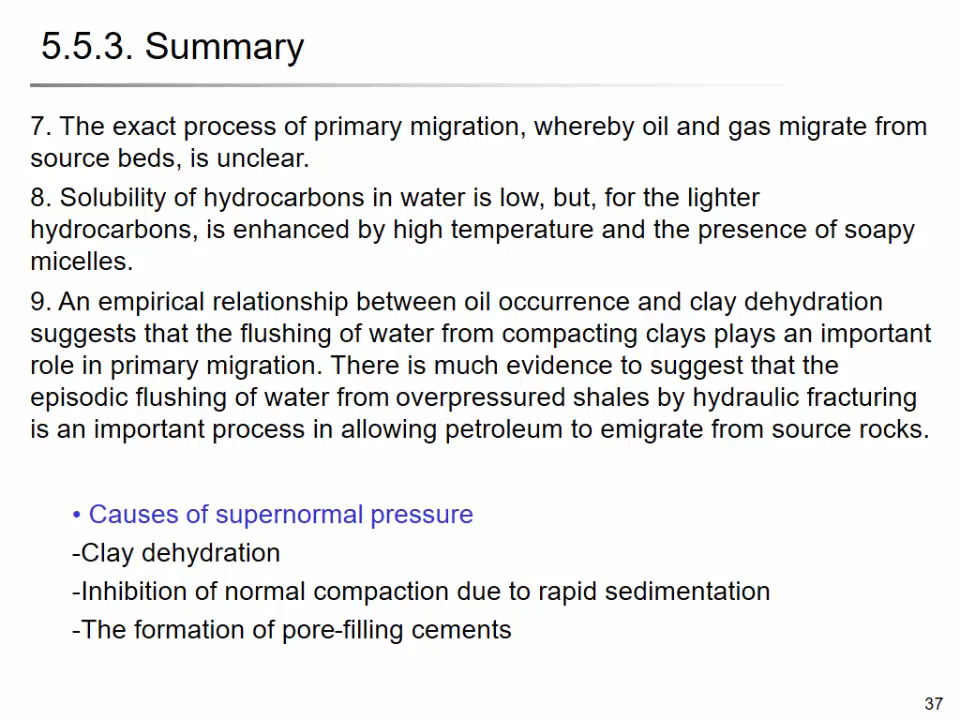 5.5.3. Summary
7. The exact process of primary migration, whereby oil and gas migrate from
source beds, is unclear.
8. Solubility of hydrocarbons in water is low, but, for the lighter
hydrocarbons, is enhanced by high temperature and the presence of soapy
micelles.
9. An empirical relationship between oil occurrence and clay dehydration
suggests that the flushing of water from compacting clays plays an important
role in primary migration. There is much evidence to suggest that the
episodic flushing of water from overpressured shales by hydraulic fracturing
is an important process in allowing petroleum to emigrate from source rocks.
• Causes of supernormal pressure
-Clay dehydration
-Inhibition of normal compaction due to rapid sedimentation
-The formation of pore-filling cements
37